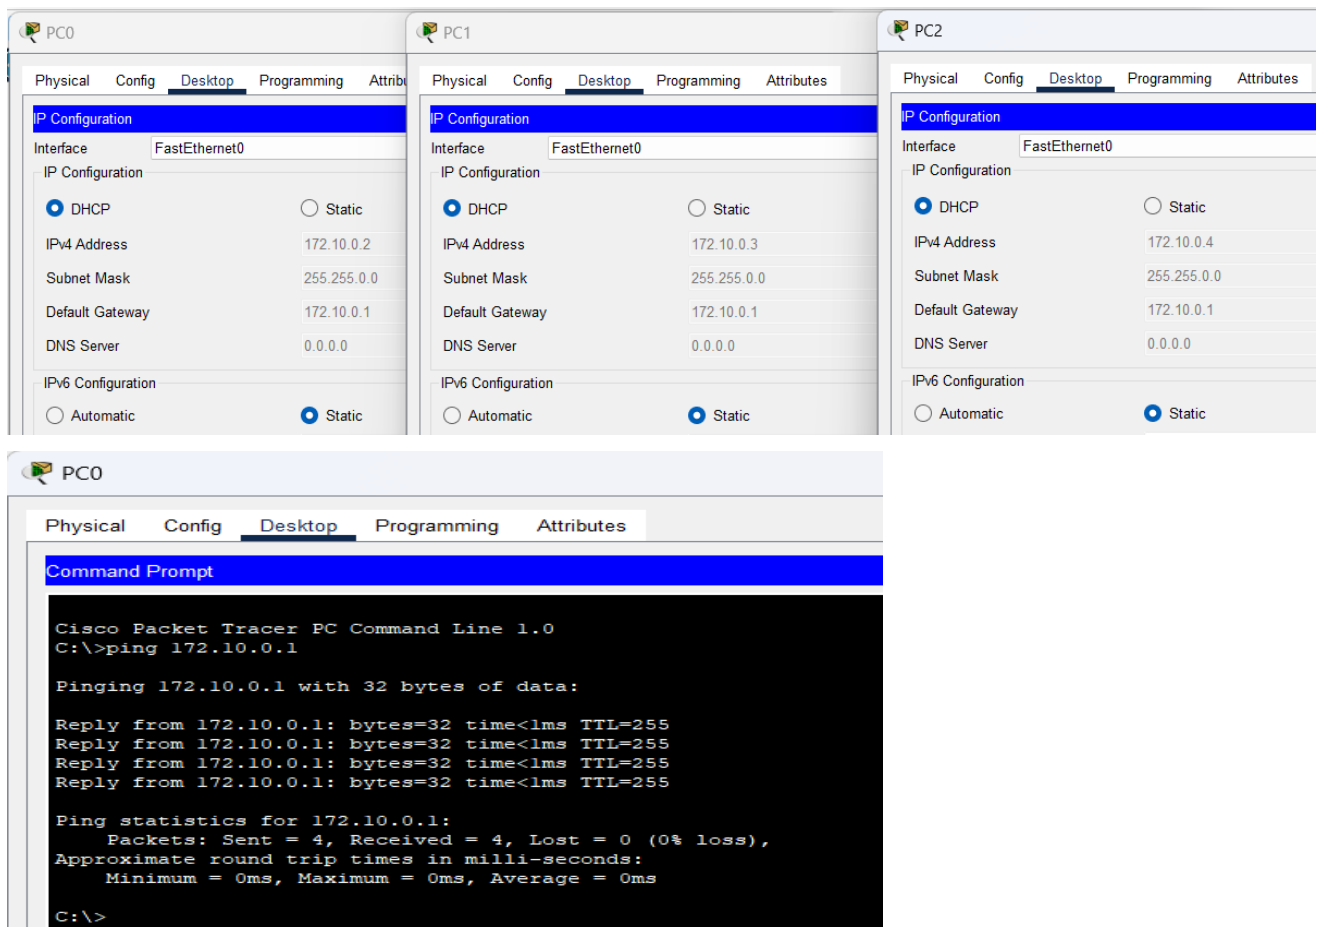 PC0
Physical Config Desktop Programming Attribu
IP Configuration
Interface FastEthernet0
IP Configuration
DHCP Static
IPv4 Address 172.10.0.2
Subnet Mask 255.255.0.0
Default Gateway 172.10.0.1
DNS Server 0.0.0.0
IPv6 Configuration
Automatic Static
PC1
Physical Config Desktop Programming Attributes
IP Configuration
Interface FastEthernet0
IP Configuration
DHCP Static
IPv4 Address 172.10.0.3
Subnet Mask 255.255.0.0
Default Gateway 172.10.0.1
DNS Server 0.0.0.0
IPv6 Configuration
Automatic Static
PC2
Physical Config Desktop Programming Attributes
IP Configuration
Interface FastEthernet0
IP Configuration
DHCP Static
IPv4 Address 172.10.0.4
Subnet Mask 255.255.0.0
Default Gateway 172.10.0.1
DNS Server 0.0.0.0
IPv6 Configuration
Automatic Static
PC0
Physical Config Desktop Programming Attributes
Command Prompt
Cisco Packet Tracer PC Command Line 1.0
C:\>ping 172.10.0.1
Pinging 172.10.0.1 with 32 bytes of data:
Reply from 172.10.0.1: bytes=32 time<1ms TTL=255
Reply from 172.10.0.1: bytes=32 time<1ms TTL=255
Reply from 172.10.0.1: bytes=32 time<1ms TTL=255
Reply from 172.10.0.1: bytes=32 time<1ms TTL=255
Ping statistics for 172.10.0.1:
Packets: Sent = 4, Received = 4, Lost = 0 (0% loss),
Approximate round trip times in milli-seconds:
Minimum = 0ms, Maximum = 0ms, Average = 0ms
C:\>